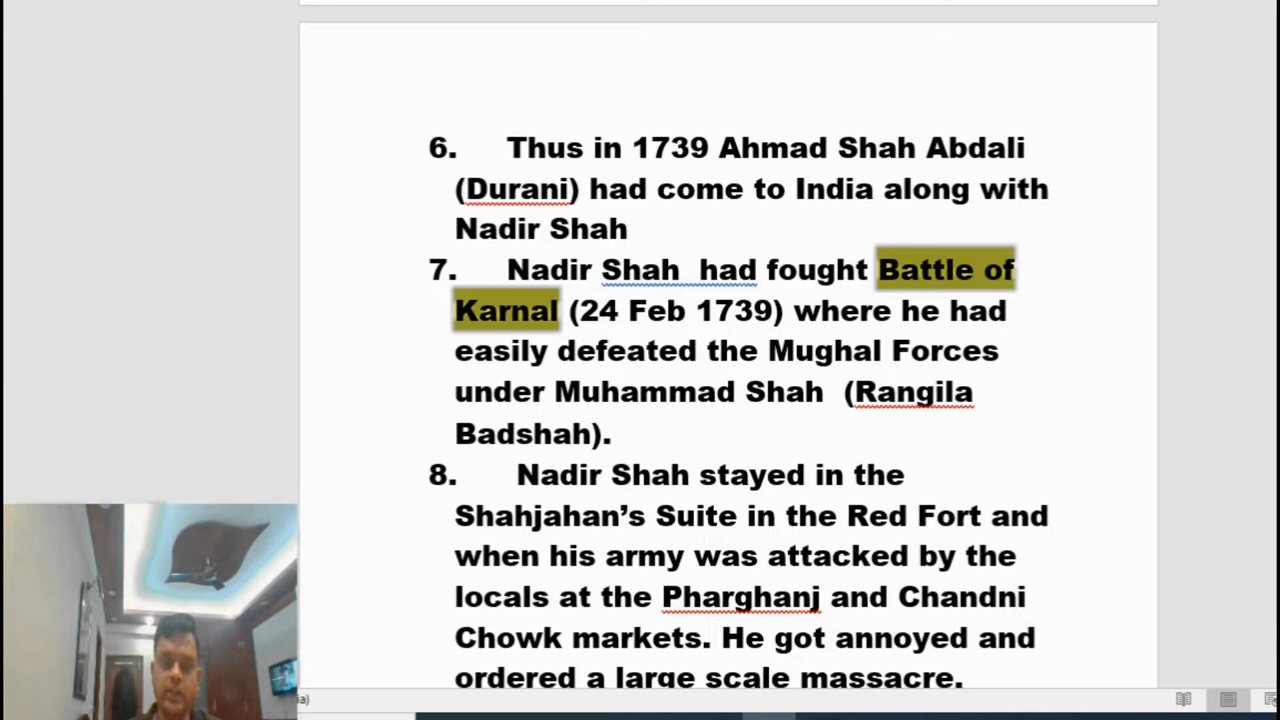 6. Thus in 1739 Ahmad Shah Abdali
(Durani) had come to India along with
Nadir Shah
7. Nadir Shah  had fought Battle of
Karnal (24 Feb 1739) where he had
easily defeated the Mughal Forces
under Muhammad Shah  (Rangila
Badshah).
8. Nadir Shah stayed in the
Shahjahan’s Suite in the Red Fort and
when his army was attacked by the
locals at the Pharghanj and Chandni
Chowk markets. He got annoyed and
ordered a large scale massacre.